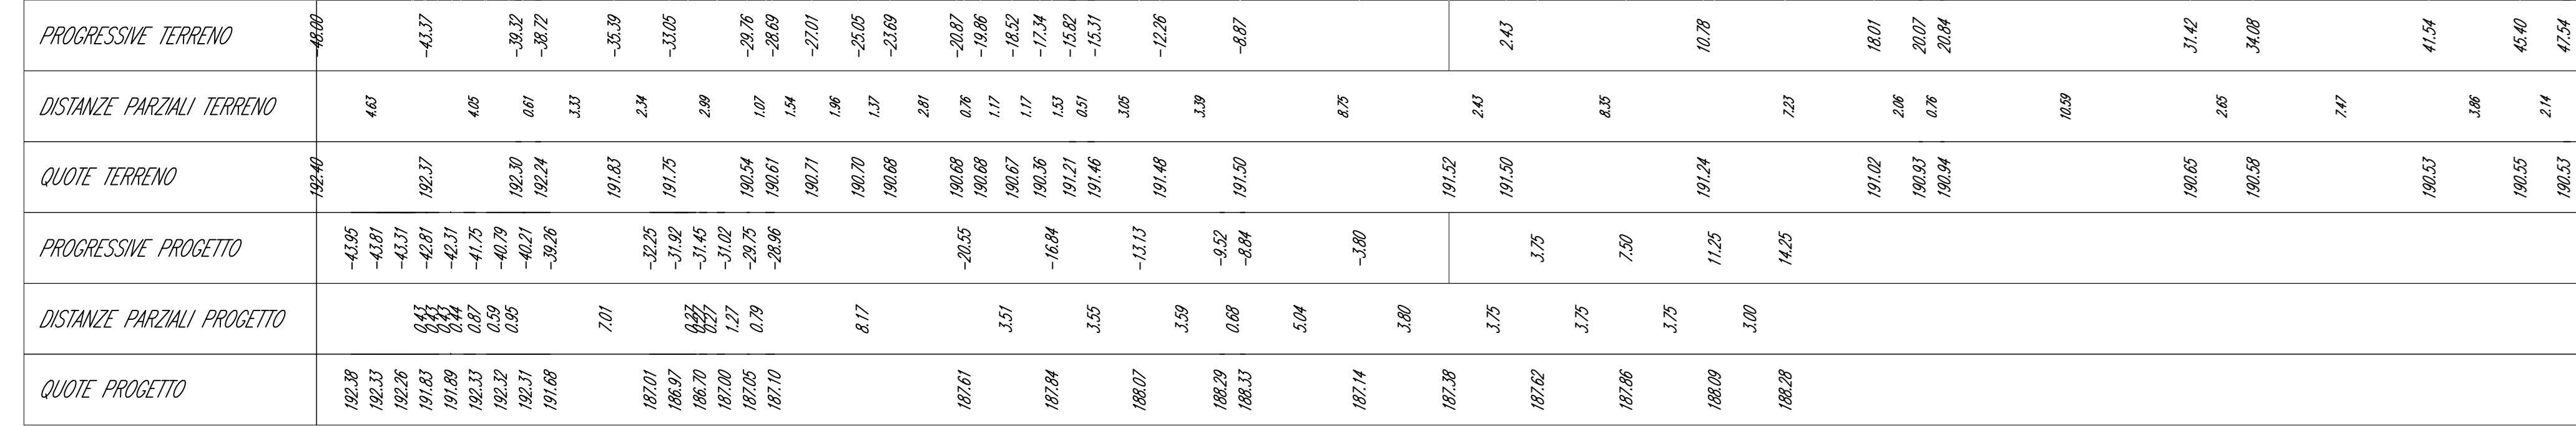 PROGRESSIVE TERRENO -48.00 -43.37 -39.32 -38.72 -35.39 -33.05 -29.76 -28.69 -27.01 -25.05 -23.69 -20.87 -19.86 -18.52 -17.34 -15.82 -15.31 -12.26 -8.87 2.43 10.78 18.01 20.07 20.84 31.42 34.08 41.54 45.40 47.54
DISTANZE PARZIALI TERRENO 4.63 4.05 0.61 3.33 2.34 2.99 1.07 1.54 1.96 1.37 2.81 0.76 1.17 1.17 1.53 0.51 3.05 3.39 8.75 2.43 8.35 7.23 2.06 0.76 10.59 2.65 7.47 3.86 2.14
QUOTE TERRENO 192.40 192.37 192.30 192.24 191.83 191.75 190.54 190.61 190.71 190.70 190.68 190.68 190.68 190.67 190.36 191.21 191.46 191.48 191.50 191.52 191.50 191.24 191.02 190.93 190.94 190.65 190.58 190.53 190.55 190.53
PROGRESSIVE PROGETTO -43.95 -43.81 -43.31 -42.81 -42.31 -41.75 -40.79 -40.21 -39.26 -32.25 -31.92 -31.45 -31.02 -29.75 -28.96 -20.55 -16.84 -13.13 -9.52 -8.84 -3.80 3.75 7.50 11.25 14.25
DISTANZE PARZIALI PROGETTO 0.43 0.43 0.43 0.44 0.87 0.59 0.95 7.01 0.27 0.27 0.27 1.27 0.79 8.17 3.51 3.55 3.59 0.68 5.04 3.80 3.75 3.75 3.75 3.00
QUOTE PROGETTO 192.38 192.33 192.26 191.83 191.89 192.33 192.32 192.31 191.68 187.01 186.97 186.70 187.00 187.05 187.10 187.61 187.84 188.07 188.29 188.33 187.14 187.38 187.62 187.86 188.09 188.28